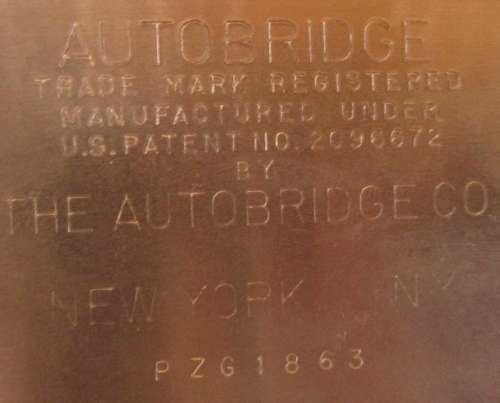 AUTOBRIDGE
TRADE MARK REGISTERED
MANUFACTURED UNDER
U.S. PATENT NO. 2096672
BY
THE AUTOBRIDGE CO.
NEW YORK N Y
PZG1863